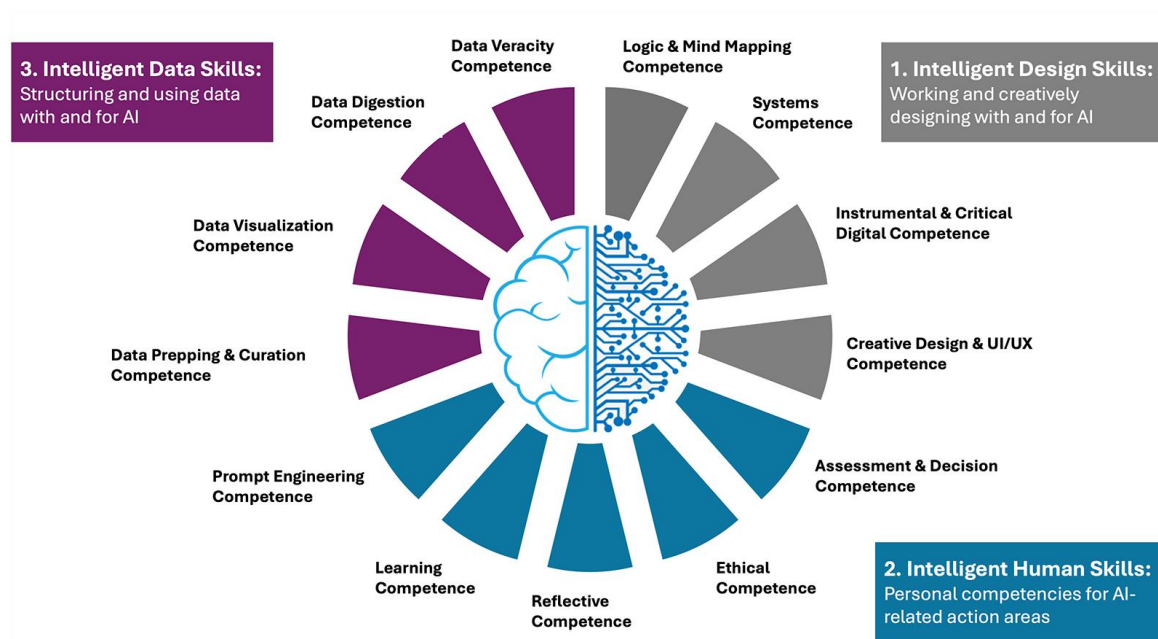 3. Intelligent Data Skills:
Structuring and using data
with and for AI
1. Intelligent Design Skills:
Working and creatively
designing with and for AI
2. Intelligent Human Skills:
Personal competencies for AI-
related action areas
Logic & Mind Mapping
Competence
Systems
Competence
Instrumental & Critical
Digital Competence
Creative Design & UI/UX
Competence
Assessment & Decision
Competence
Ethical
Competence
Reflective
Competence
Learning
Competence
Prompt Engineering
Competence
Data Prepping & Curation
Competence
Data Visualization
Competence
Data Digestion
Competence
Data Veracity
Competence